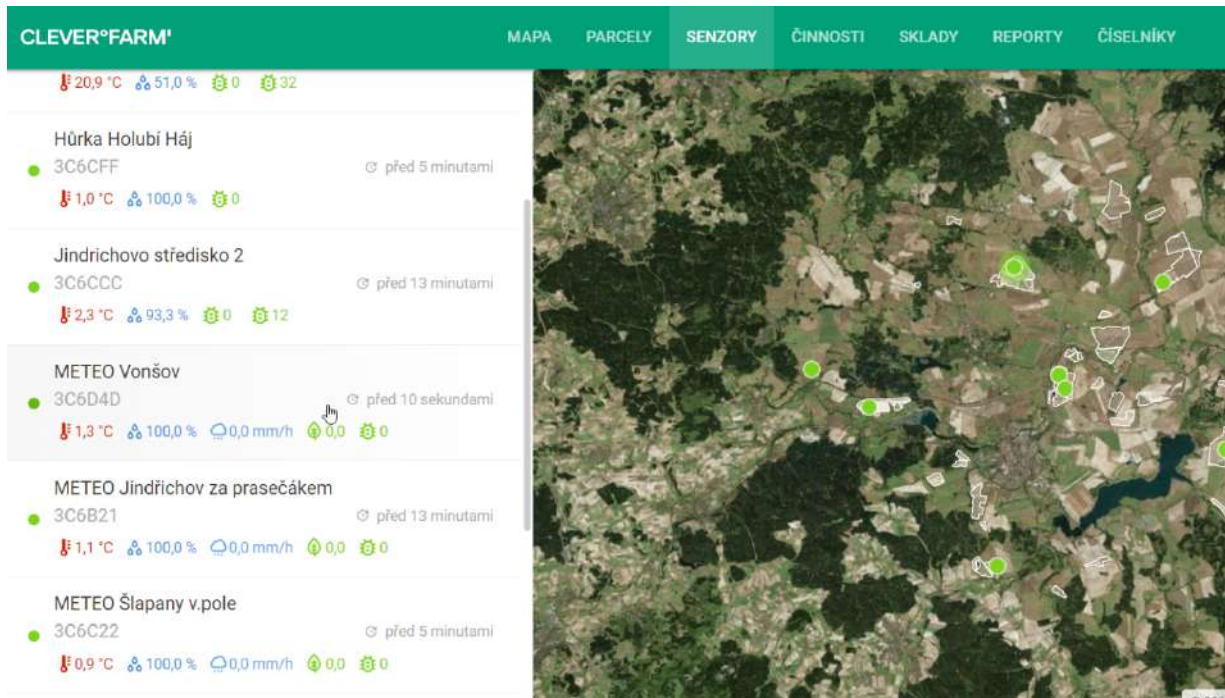 CLEVER°FARM'
MAPA PARCELY SENZORY ČINNOSTI SKLADY REPORTY ČÍSELNÍKY
20,9 °C 51,0 % 0 32
Hůrka Holubí Háj
3C6CFF před 5 minutami
1,0 °C 100,0 % 0
Jindrichovo středisko 2
3C6CCC před 13 minutami
2,3 °C 93,3 % 0 12
METEO Vonšov
3C6D4D před 10 sekundami
1,3 °C 100,0 % 0,0 mm/h 0,0 0
METEO Jindřichov za prasečákem
3C6B21 před 13 minutami
1,1 °C 100,0 % 0,0 mm/h 0,0 0
METEO Šlapany v.pole
3C6C22 před 5 minutami
0,9 °C 100,0 % 0,0 mm/h 0,0 0